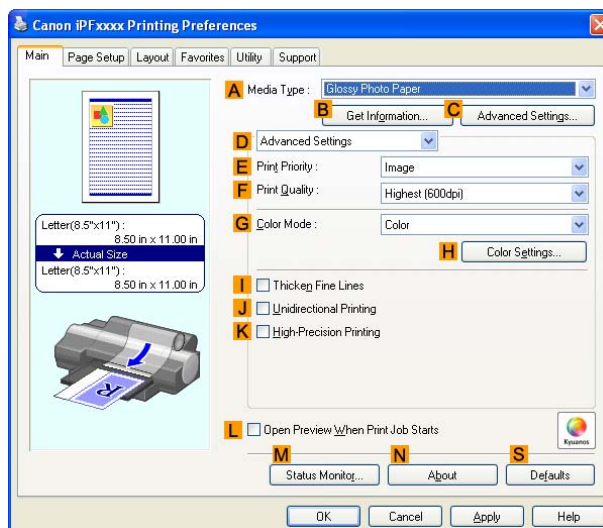 Canon iPFxxxx Printing Preferences
Main Page Setup Layout Favorites Utility Support
A Media Type : Glossy Photo Paper
B Get Information... C Advanced Settings...
D Advanced Settings
E Print Priority : Image
F Print Quality : Highest (600dpi)
G Color Mode : Color
H Color Settings...
Letter(8.5"x11") :
8.50 in x 11.00 in
Actual Size
Letter(8.5"x11") :
8.50 in x 11.00 in
R
I Thicken Fine Lines
J Unidirectional Printing
K High-Precision Printing
L Open Preview When Print Job Starts
Kyuanos
M Status Monitor... N About S Defaults
OK Cancel Apply Help